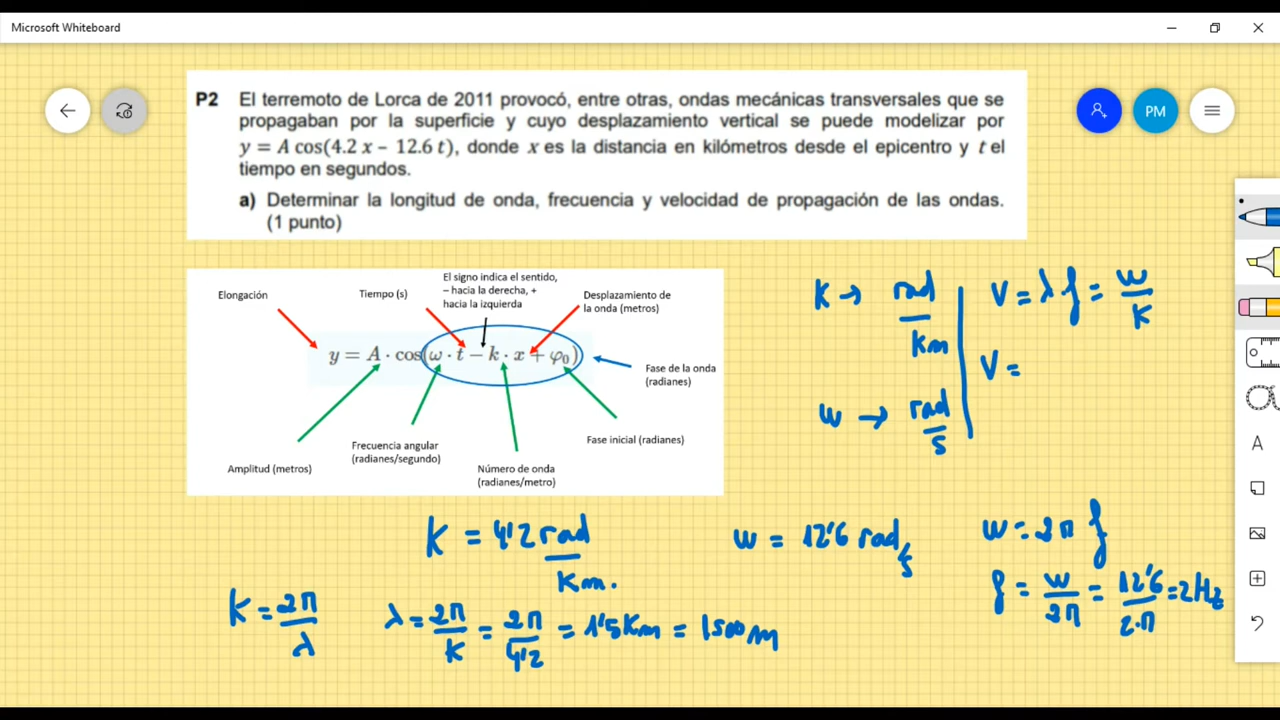 Microsoft Whiteboard
PM
P2 El terremoto de Lorca de 2011 provocó, entre otras, ondas mecánicas transversales que se
propagaban por la superficie y cuyo desplazamiento vertical se puede modelizar por
y = A cos(4.2 x − 12.6 t), donde x es la distancia en kilómetros desde el epicentro y t el
tiempo en segundos.
a) Determinar la longitud de onda, frecuencia y velocidad de propagación de las ondas.
(1 punto)
Elongación
Tiempo (s)
El signo indica el sentido,
– hacia la derecha, +
hacia la izquierda
Desplazamiento de
la onda (metros)
y = A · cos(ω · t − k · x + φ₀)
Fase de la onda
(radianes)
Amplitud (metros)
Frecuencia angular
(radianes/segundo)
Número de onda
(radianes/metro)
Fase inicial (radianes)
K → rad/Km
w → rad/s
V = λ f = w/K
V =
K = 4'2 rad/Km.
w = 12'6 rad/s
w = 2π f
K = 2π/λ
λ = 2π/K = 2π/4'2 = 1'5 Km = 1500 m
f = w/2π = 12'6/2·π = 2 Hz
A